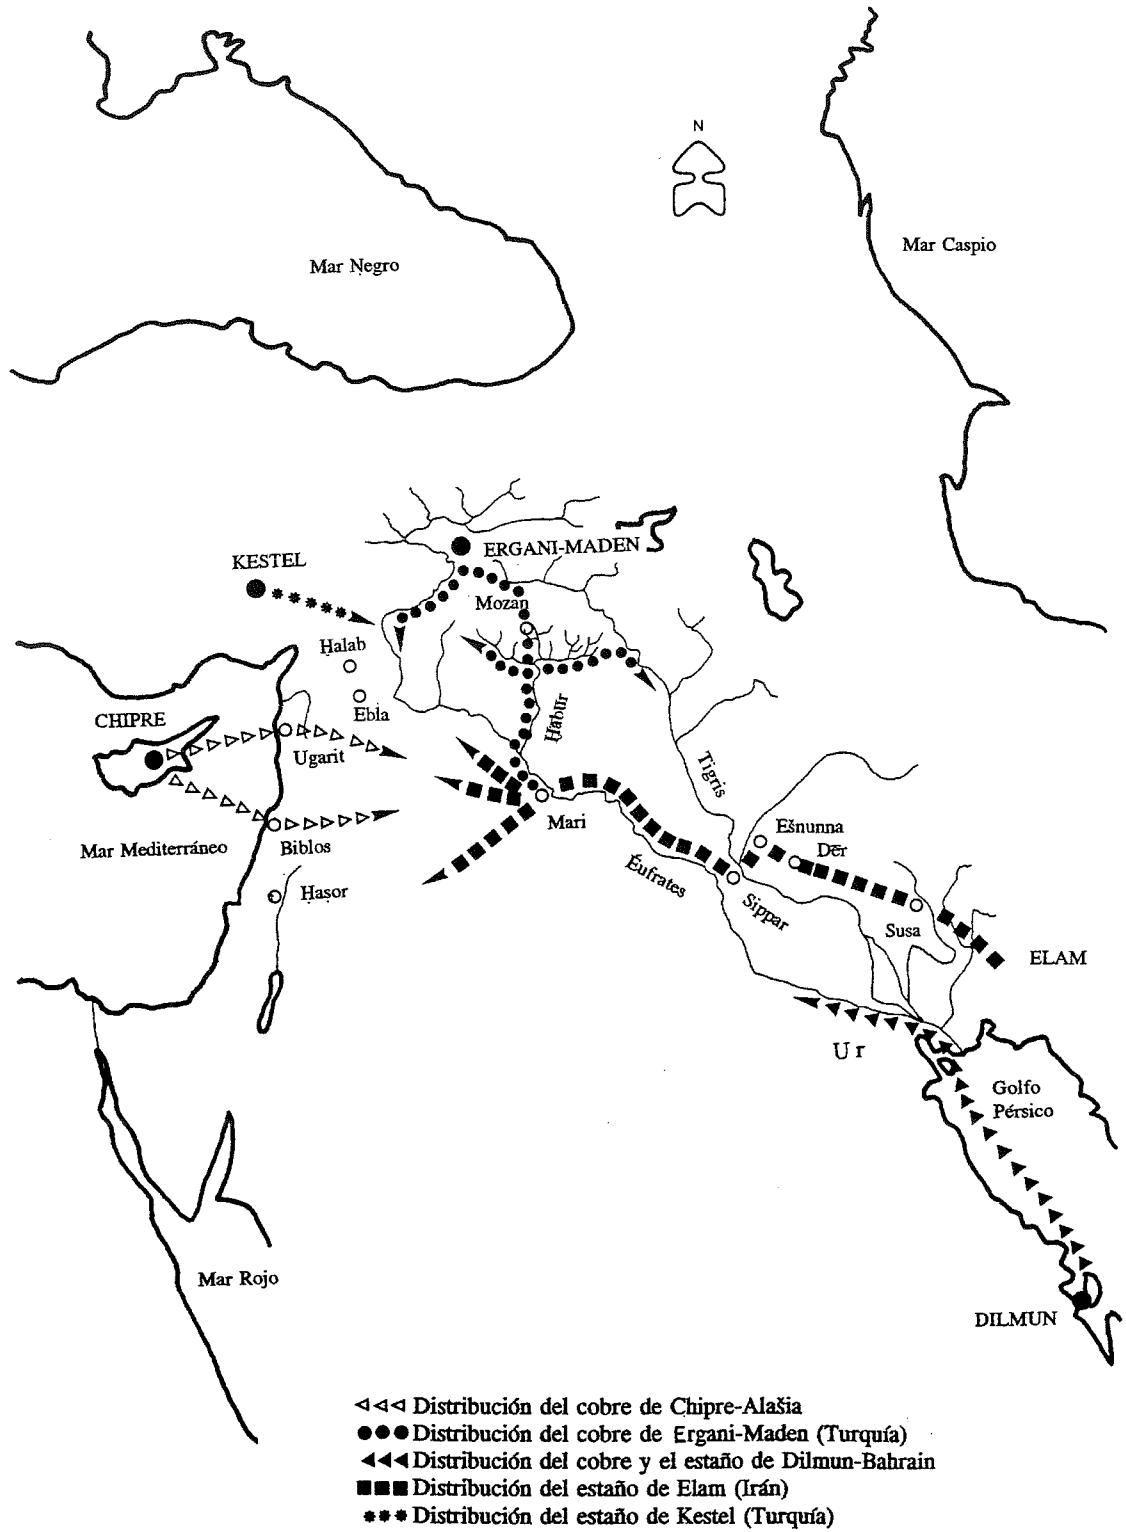 N
Mar Caspio
Mar Negro
ERGANI-MADEN
KESTEL
Mozan
Ḥalab
Ebla
CHIPRE
Ugarit
Ḥabūr
Tigris
Mari
Mar Mediterráneo
Biblos
Ešnunna
Dēr
Éufrates
Sippar
Ḥaṣor
Susa
ELAM
Ur
Golfo
Pérsico
Mar Rojo
DILMUN
Distribución del cobre de Chipre-Alašia
Distribución del cobre de Ergani-Maden (Turquía)
Distribución del cobre y el estaño de Dilmun-Bahrain
Distribución del estaño de Elam (Irán)
Distribución del estaño de Kestel (Turquía)